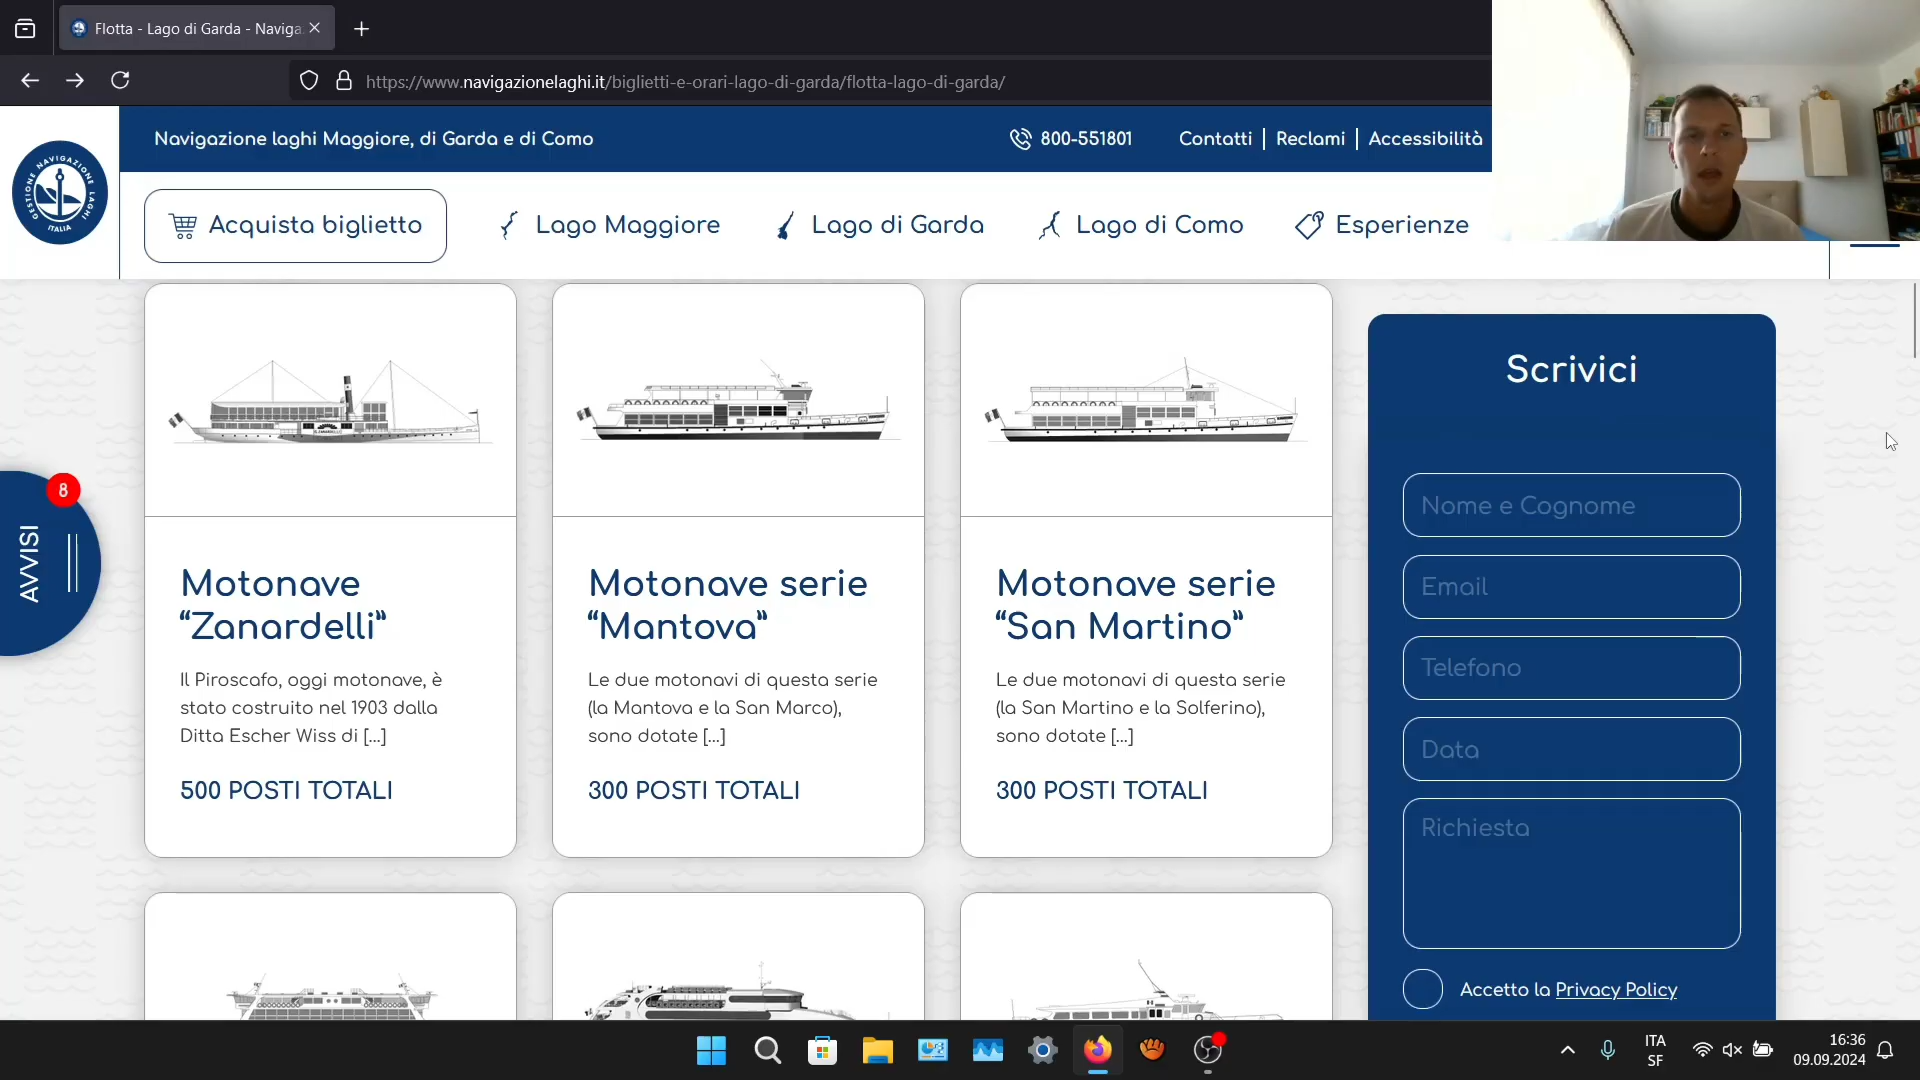 Flotta - Lago di Garda - Naviga
https://www.navigazionelaghi.it/biglietti-e-orari-lago-di-garda/flotta-lago-di-garda/
Navigazione laghi Maggiore, di Garda e di Como
800-551801
Contatti | Reclami | Accessibilità
GESTIONE NAVIGAZIONE LAGHI
ITALIA
Acquista biglietto
Lago Maggiore
Lago di Garda
Lago di Como
Esperienze
AVVISI
8
Motonave
“Zanardelli”
Il Piroscafo, oggi motonave, è
stato costruito nel 1903 dalla
Ditta Escher Wiss di [...]
500 POSTI TOTALI
Motonave serie
“Mantova”
Le due motonavi di questa serie
(la Mantova e la San Marco),
sono dotate [...]
300 POSTI TOTALI
Motonave serie
“San Martino”
Le due motonavi di questa serie
(la San Martino e la Solferino),
sono dotate [...]
300 POSTI TOTALI
Scrivici
Nome e Cognome
Email
Telefono
Data
Richiesta
Accetto la Privacy Policy
ITA
SF
16:36
09.09.2024